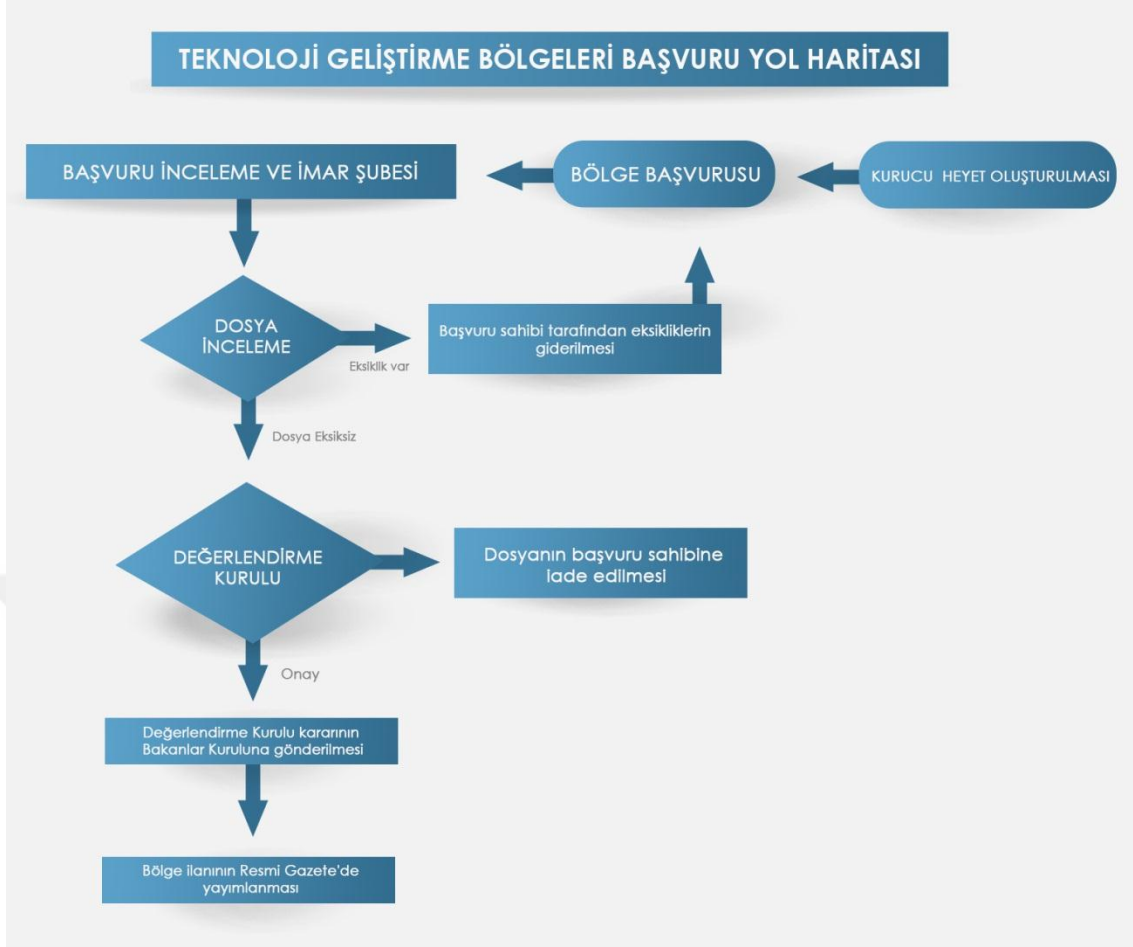 TEKNOLOJİ GELİŞTİRME BÖLGELERİ BAŞVURU YOL HARİTASI
BAŞVURU İNCELEME VE İMAR ŞUBESİ
BÖLGE BAŞVURUSU
KURUCU HEYET OLUŞTURULMASI
DOSYA
İNCELEME
Eksiklik var
Başvuru sahibi tarafından eksikliklerin
giderilmesi
Dosya Eksiksiz
DEĞERLENDİRME
KURULU
Dosyanın başvuru sahibine
iade edilmesi
Onay
Değerlendirme Kurulu kararının
Bakanlar Kuruluna gönderilmesi
Bölge ilanının Resmi Gazete'de
yayımlanması